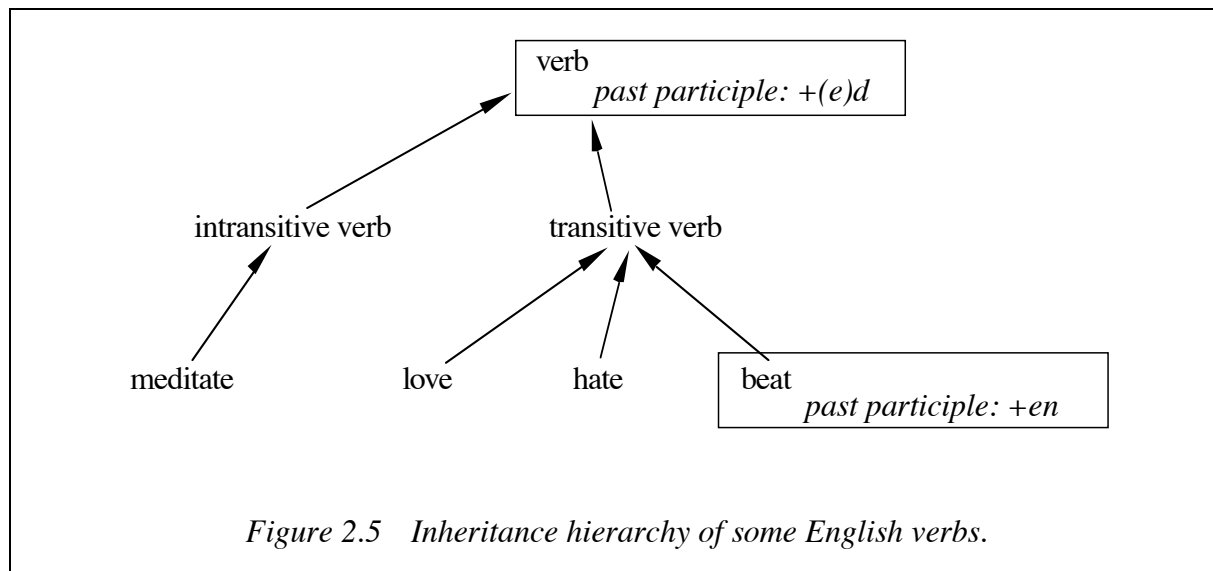 verb
past participle: +(e)d
intransitive verb
transitive verb
meditate
love
hate
beat
past participle: +en
Figure 2.5 Inheritance hierarchy of some English verbs.